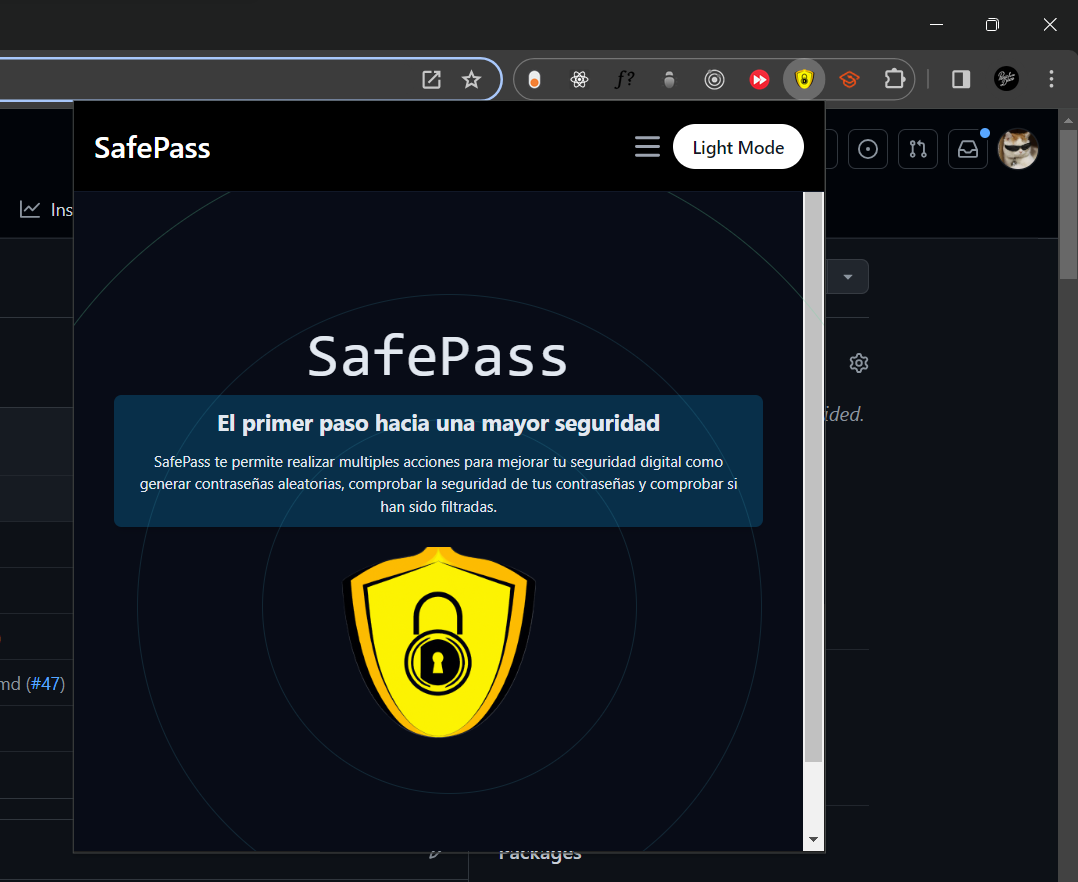 f?
SafePass
Light Mode
Ins
SafePass
ided.
El primer paso hacia una mayor seguridad
SafePass te permite realizar multiples acciones para mejorar tu seguridad digital como
generar contraseñas aleatorias, comprobar la seguridad de tus contraseñas y comprobar si
han sido filtradas.
md (#47)
Packages